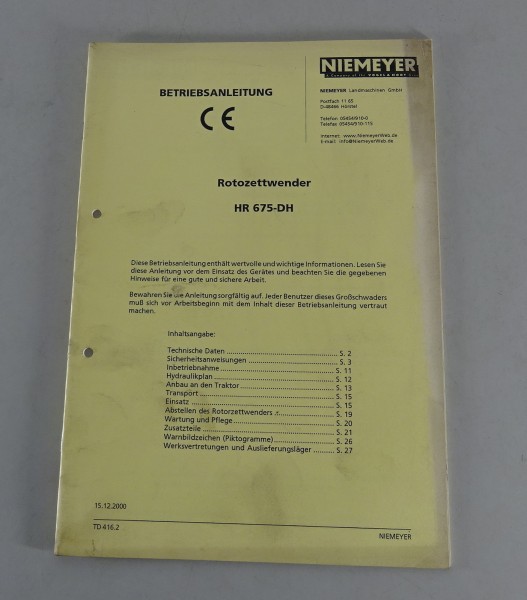 NIEMEYER
BETRIEBSANLEITUNG
CE
NIEMEYER Landmaschinen GmbH
Postfach 11 65
D-48466 Hörstel
Telefon 05454/910-0
Telefax 05454/910-175
Internet: www.NiemeyerWeb.de
E-mail: info@NiemeyerWeb.de
Rotozettwender
HR 675-DH
Diese Betriebsanleitung enthält wertvolle und wichtige Informationen. Lesen Sie
diese Anleitung vor dem Einsatz des Gerätes und beachten Sie die gegebenen
Hinweise für eine gute und sichere Arbeit.
Bewahren Sie die Anleitung sorgfältig auf. Jeder Benutzer dieses Großschwaders
muß sich vor Arbeitsbeginn mit dem Inhalt dieser Betriebsanleitung vertraut
machen.
Inhaltsangabe:
Technische Daten ........ S. 2
Sicherheitsanweisungen ........ S. 3
Inbetriebnahme ........ S. 11
Hydraulikplan ........ S. 12
Anbau an den Traktor ........ S. 13
Transport ........ S. 15
Einsatz ........ S. 15
Abstellen des Rotorzettwenders ........ S. 19
Wartung und Pflege ........ S. 20
Zusatzteile ........ S. 21
Warnbildzeichen (Piktogramme) ........ S. 26
Werksvertretungen und Auslieferungsläger ........ S. 27
15.12.2000
TD 416.2
NIEMEYER